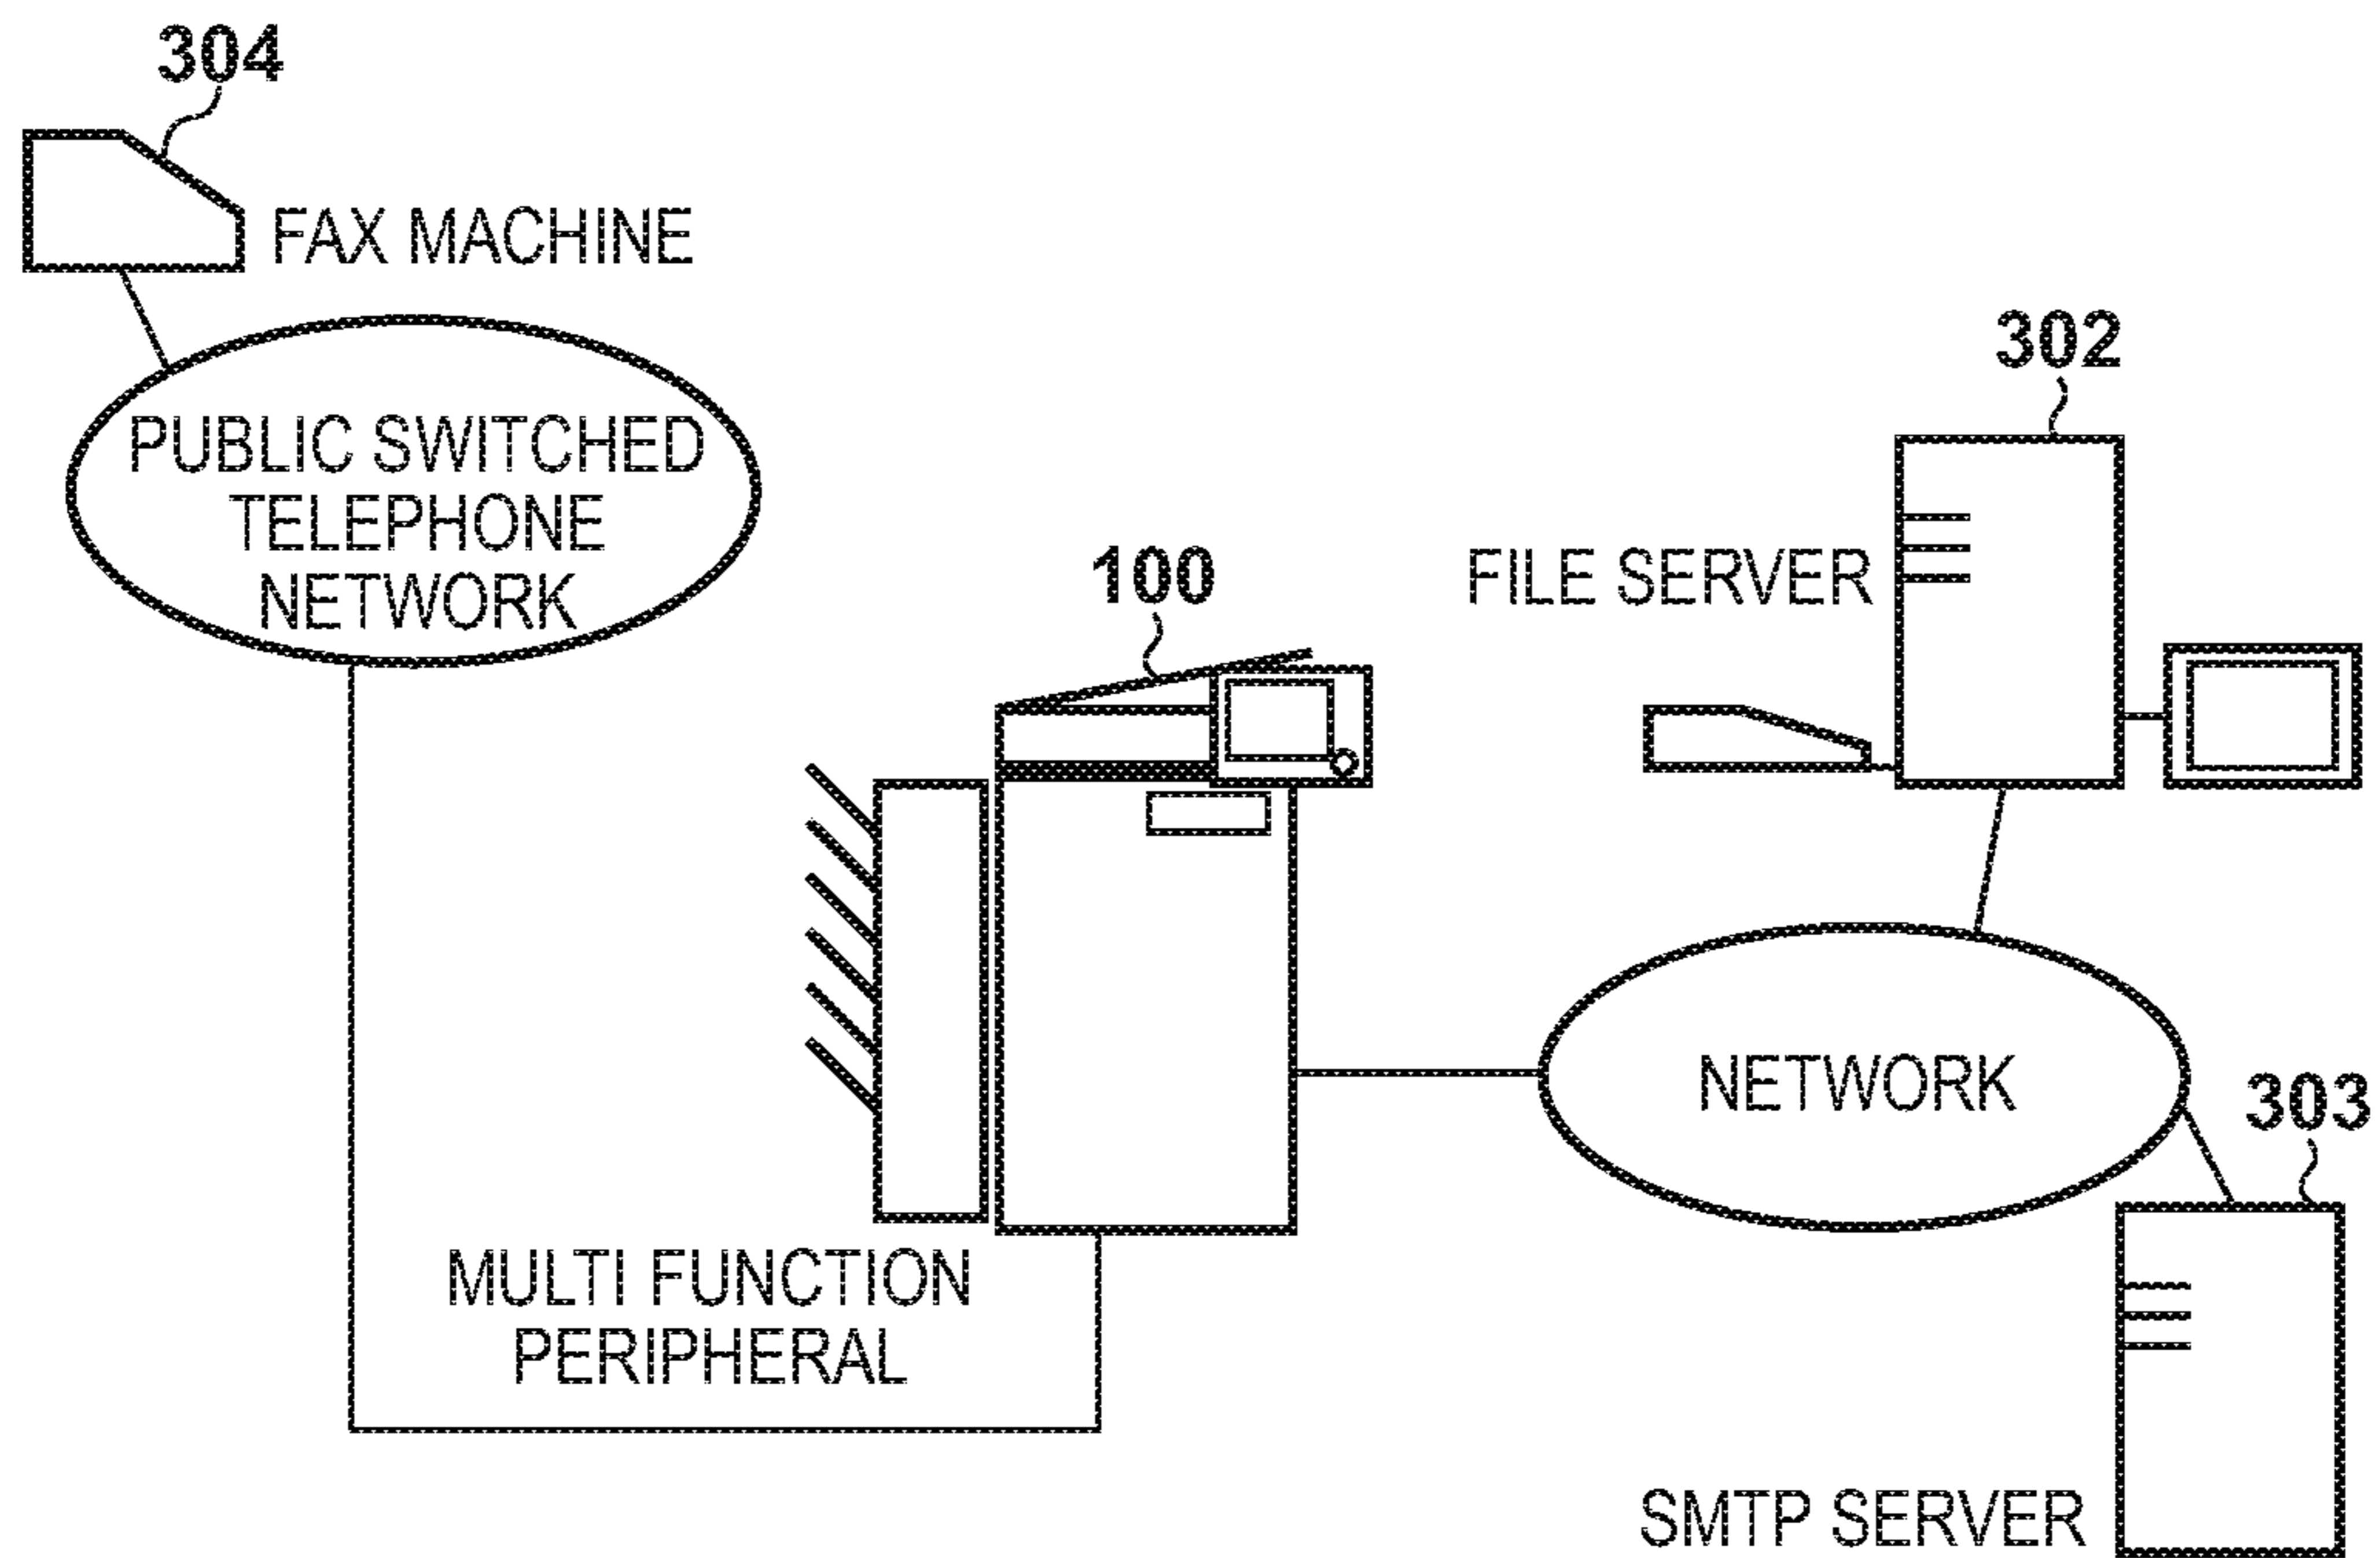 304
FAX MACHINE
PUBLIC SWITCHED
TELEPHONE
NETWORK
302
100
FILE SERVER
NETWORK
303
MULTI FUNCTION
PERIPHERAL
SMTP SERVER